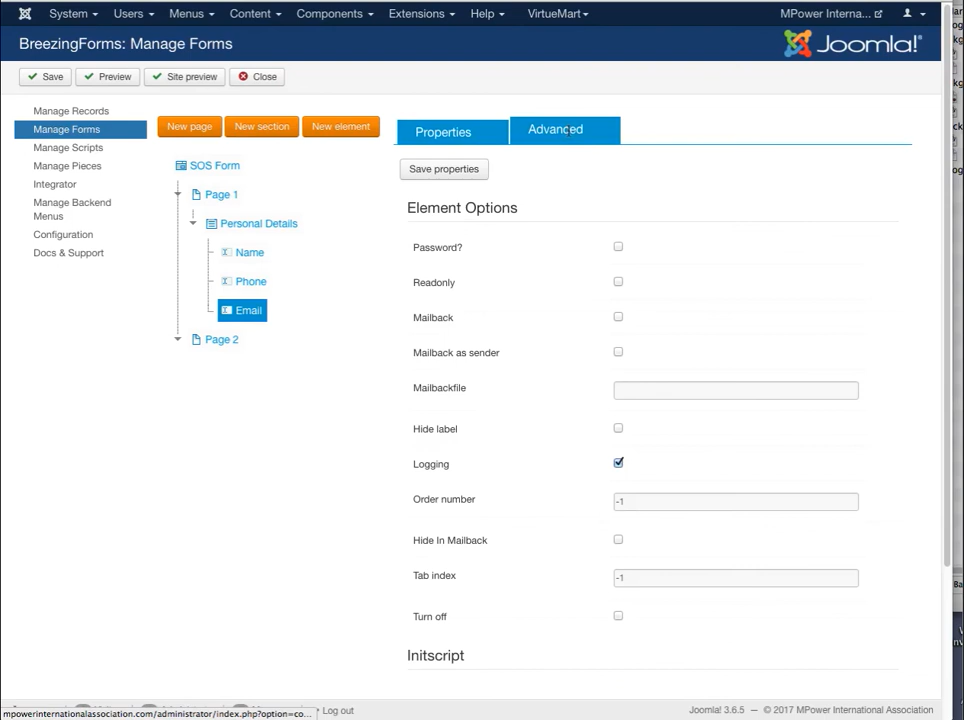 System Users Menus Content Components Extensions Help VirtueMart MPower Interna...
BreezingForms: Manage Forms
Joomla!®
Save Preview Site preview Close
Manage Records
Manage Forms
Manage Scripts
Manage Pieces
Integrator
Manage Backend
Menus
Configuration
Docs & Support
New page New section New element
SOS Form
Page 1
Personal Details
Name
Phone
Email
Page 2
Properties Advanced
Save properties
Element Options
Password?
Readonly
Mailback
Mailback as sender
Mailbackfile
Hide label
Logging
Order number -1
Hide In Mailback
Tab index -1
Turn off
Initscript
mpowerinternationalassociation.com/administrator/index.php?option=co... Log out Joomla! 3.6.5 — © 2017 MPower International Association